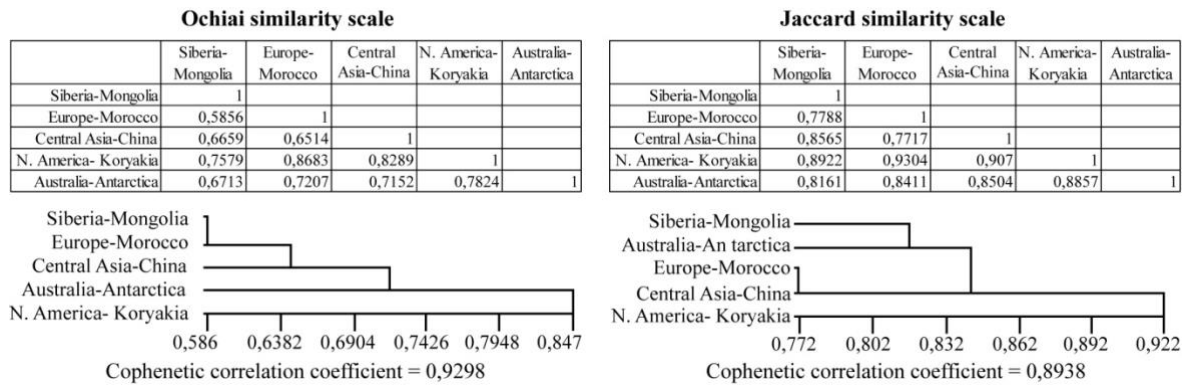 Ochiai similarity scale
Siberia-Mongolia Europe-Morocco Central Asia-China N. America-Koryakia Australia-Antarctica
Siberia-Mongolia 1
Europe-Morocco 0,5856 1
Central Asia-China 0,6659 0,6514 1
N. America- Koryakia 0,7579 0,8683 0,8289 1
Australia-Antarctica 0,6713 0,7207 0,7152 0,7824 1
Siberia-Mongolia
Europe-Morocco
Central Asia-China
Australia-Antarctica
N. America- Koryakia
0,586 0,6382 0,6904 0,7426 0,7948 0,847
Cophenetic correlation coefficient = 0,9298
Jaccard similarity scale
Siberia-Mongolia Europe-Morocco Central Asia-China N. America-Koryakia Australia-Antarctica
Siberia-Mongolia 1
Europe-Morocco 0,7788 1
Central Asia-China 0,8565 0,7717 1
N. America- Koryakia 0,8922 0,9304 0,907 1
Australia-Antarctica 0,8161 0,8411 0,8504 0,8857 1
Siberia-Mongolia
Australia-An tarctica
Europe-Morocco
Central Asia-China
N. America- Koryakia
0,772 0,802 0,832 0,862 0,892 0,922
Cophenetic correlation coefficient = 0,8938